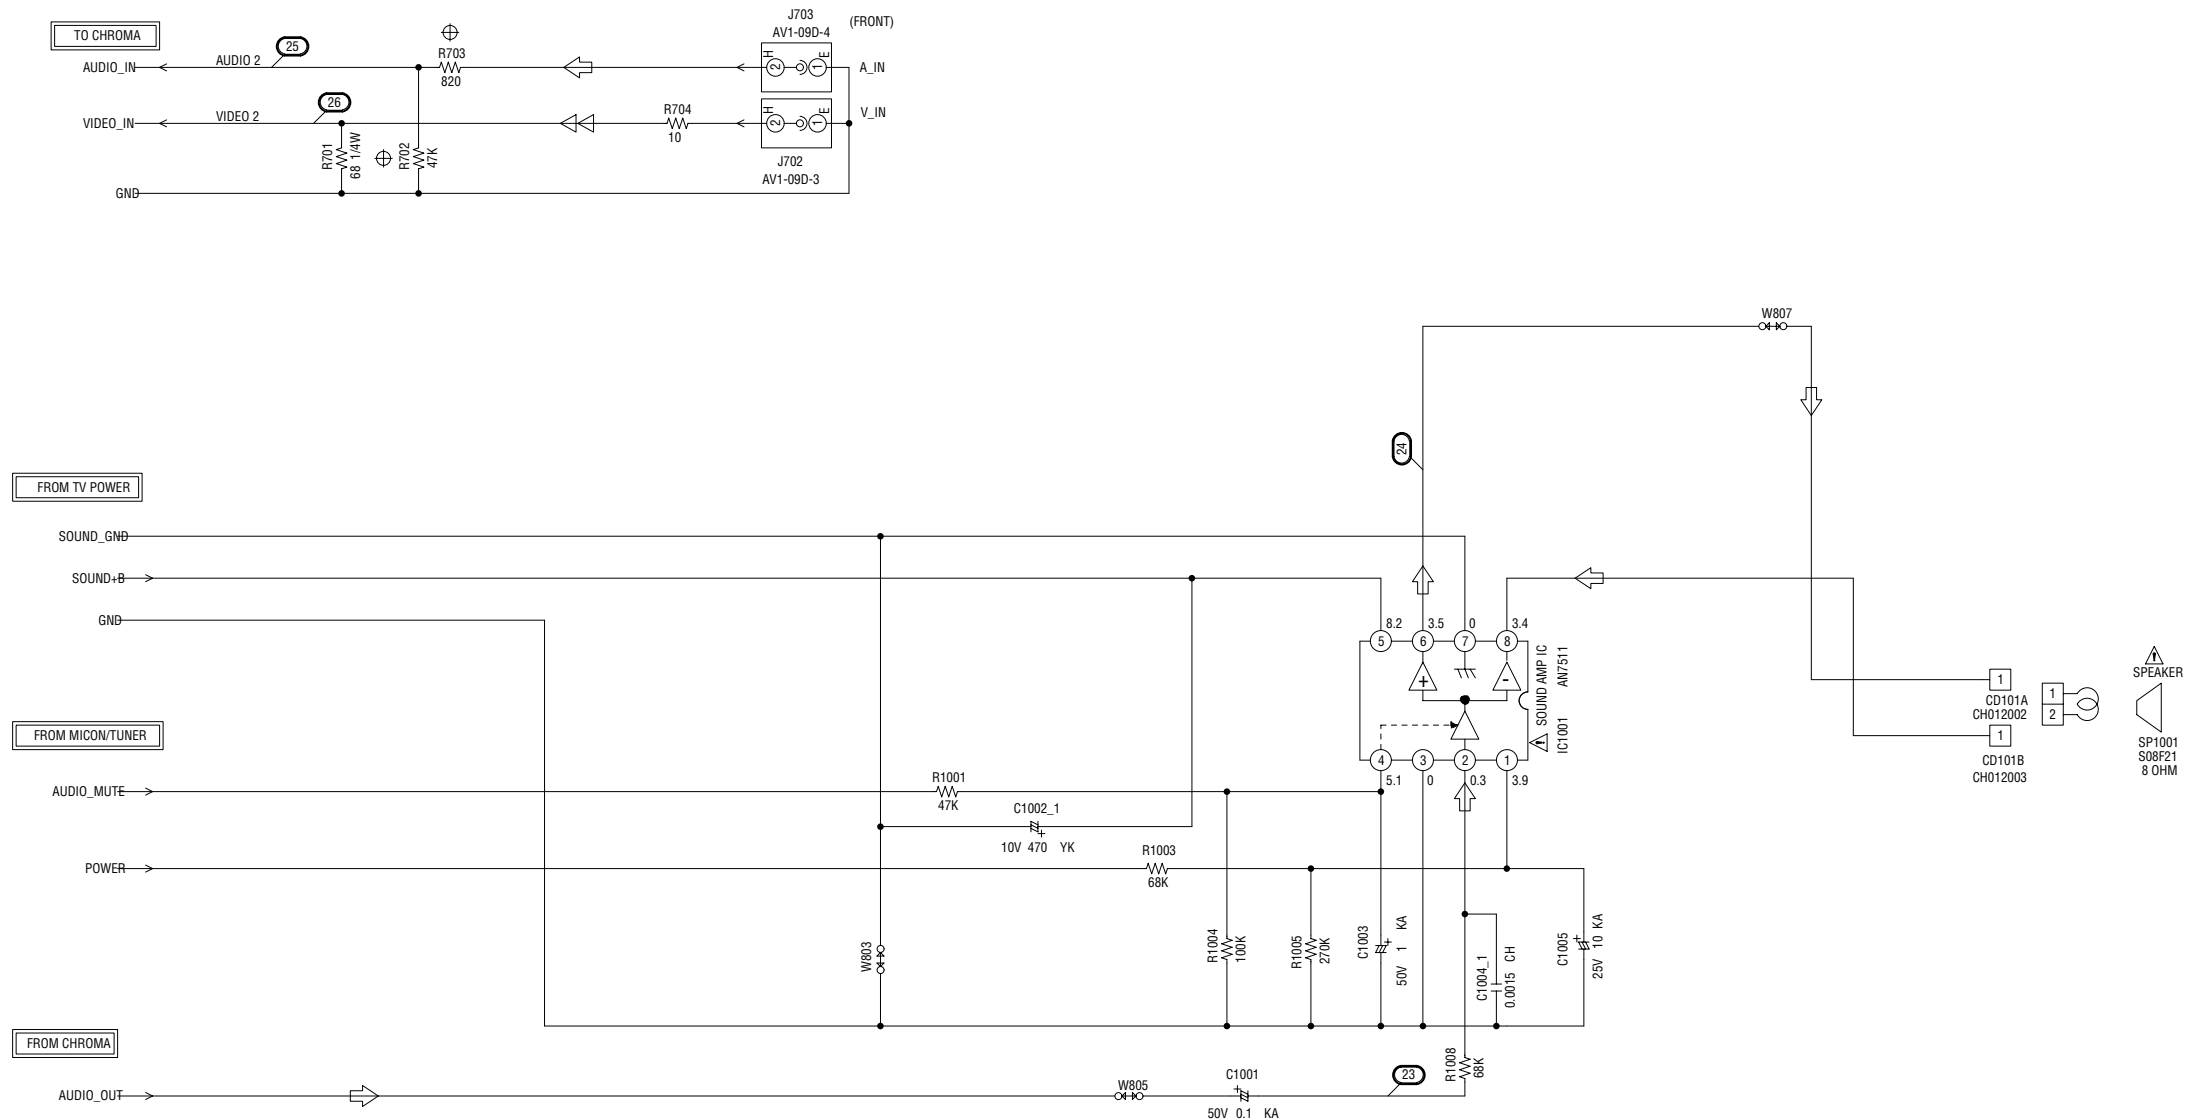 TO CHROMA
25
R703
820
J703
AV1-09D-4
(FRONT)
AUDIO_IN
AUDIO 2
H
2
1
E
A_IN
26
VIDEO_IN
VIDEO 2
R704
10
H
2
1
E
V_IN
R701
68 1/4W
R702
47K
J702
AV1-09D-3
GND
W807
24
FROM TV POWER
SOUND_GND
SOUND+B
GND
8.2
3.5
0
3.4
5
6
7
8
+
-
SOUND AMP IC
AN7511
IC1001
4
3
2
1
5.1
0
0.3
3.9
1
CD101A
CH012002
1
CD101B
CH012003
1
2
SPEAKER
SP1001
S08F21
8 OHM
FROM MICON/TUNER
AUDIO_MUTE
R1001
47K
C1002_1
+
10V 470 YK
POWER
R1003
68K
W803
R1004
100K
R1005
270K
C1003
+
50V 1 KA
C1004_1
0.0015 CH
C1005
+
25V 10 KA
FROM CHROMA
AUDIO_OUT
W805
C1001
+
50V 0.1 KA
23
R1008
68K